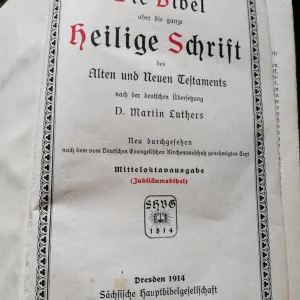 Die Bibel
oder die ganze
Heilige Schrift
des
Alten und Neuen Testaments
nach der deutschen Übersetzung
D. Martin Luthers
Neu durchgesehen
nach dem vom Deutschen Evangelischen Kirchenausschuß genehmigten Text
Mitteloktavausgabe
(Jubiläumsbibel)
SHBG
1814
Dresden 1914
Sächsische Hauptbibelgesellschaft